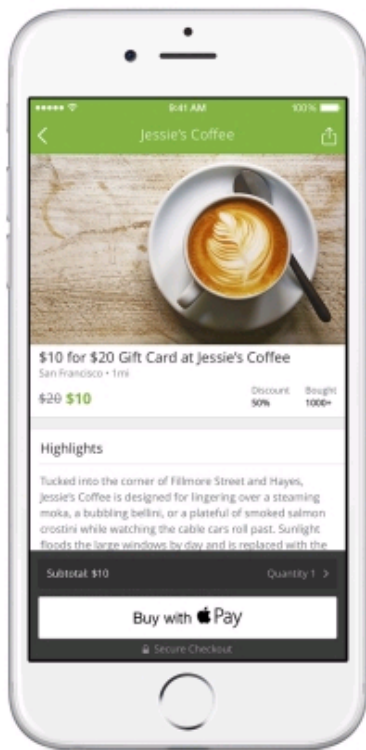 9:41 AM
100%
Jessie's Coffee
$10 for $20 Gift Card at Jessie's Coffee
San Francisco • 1mi
$20 $10
Discount
50%
Bought
1000+
Highlights
Tucked into the corner of Fillmore Street and Hayes,
Jessie's Coffee is designed for lingering over a steaming
moka, a bubbling bellini, or a plateful of smoked salmon
crostini while watching the cable cars roll past. Sunlight
floods the large windows by day and is replaced with the
Subtotal: $10
Quantity 1
Buy with Pay
Secure Checkout